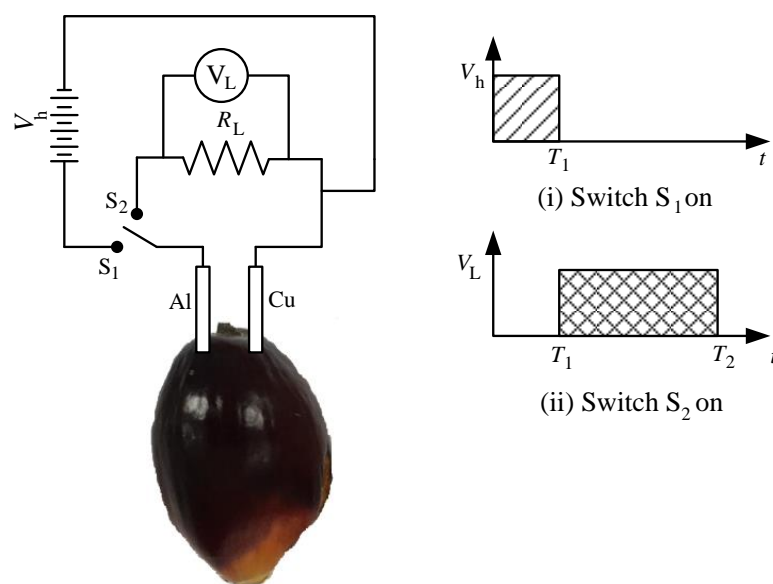 V_L
R_L
V_h
S_2
S_1
Al
Cu
V_h
T_1
t
(i) Switch S_1 on
V_L
T_1
T_2
t
(ii) Switch S_2 on